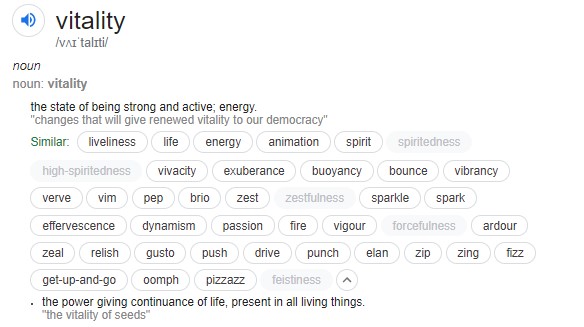 vitality
/vʌɪˈtalɪti/
noun
noun: vitality
the state of being strong and active; energy.
"changes that will give renewed vitality to our democracy"
Similar: liveliness life energy animation spirit spiritedness
high-spiritedness vivacity exuberance buoyancy bounce vibrancy
verve vim pep brio zest zestfulness sparkle spark
effervescence dynamism passion fire vigour forcefulness ardour
zeal relish gusto push drive punch elan zip zing fizz
get-up-and-go oomph pizzazz feistiness
• the power giving continuance of life, present in all living things.
"the vitality of seeds"